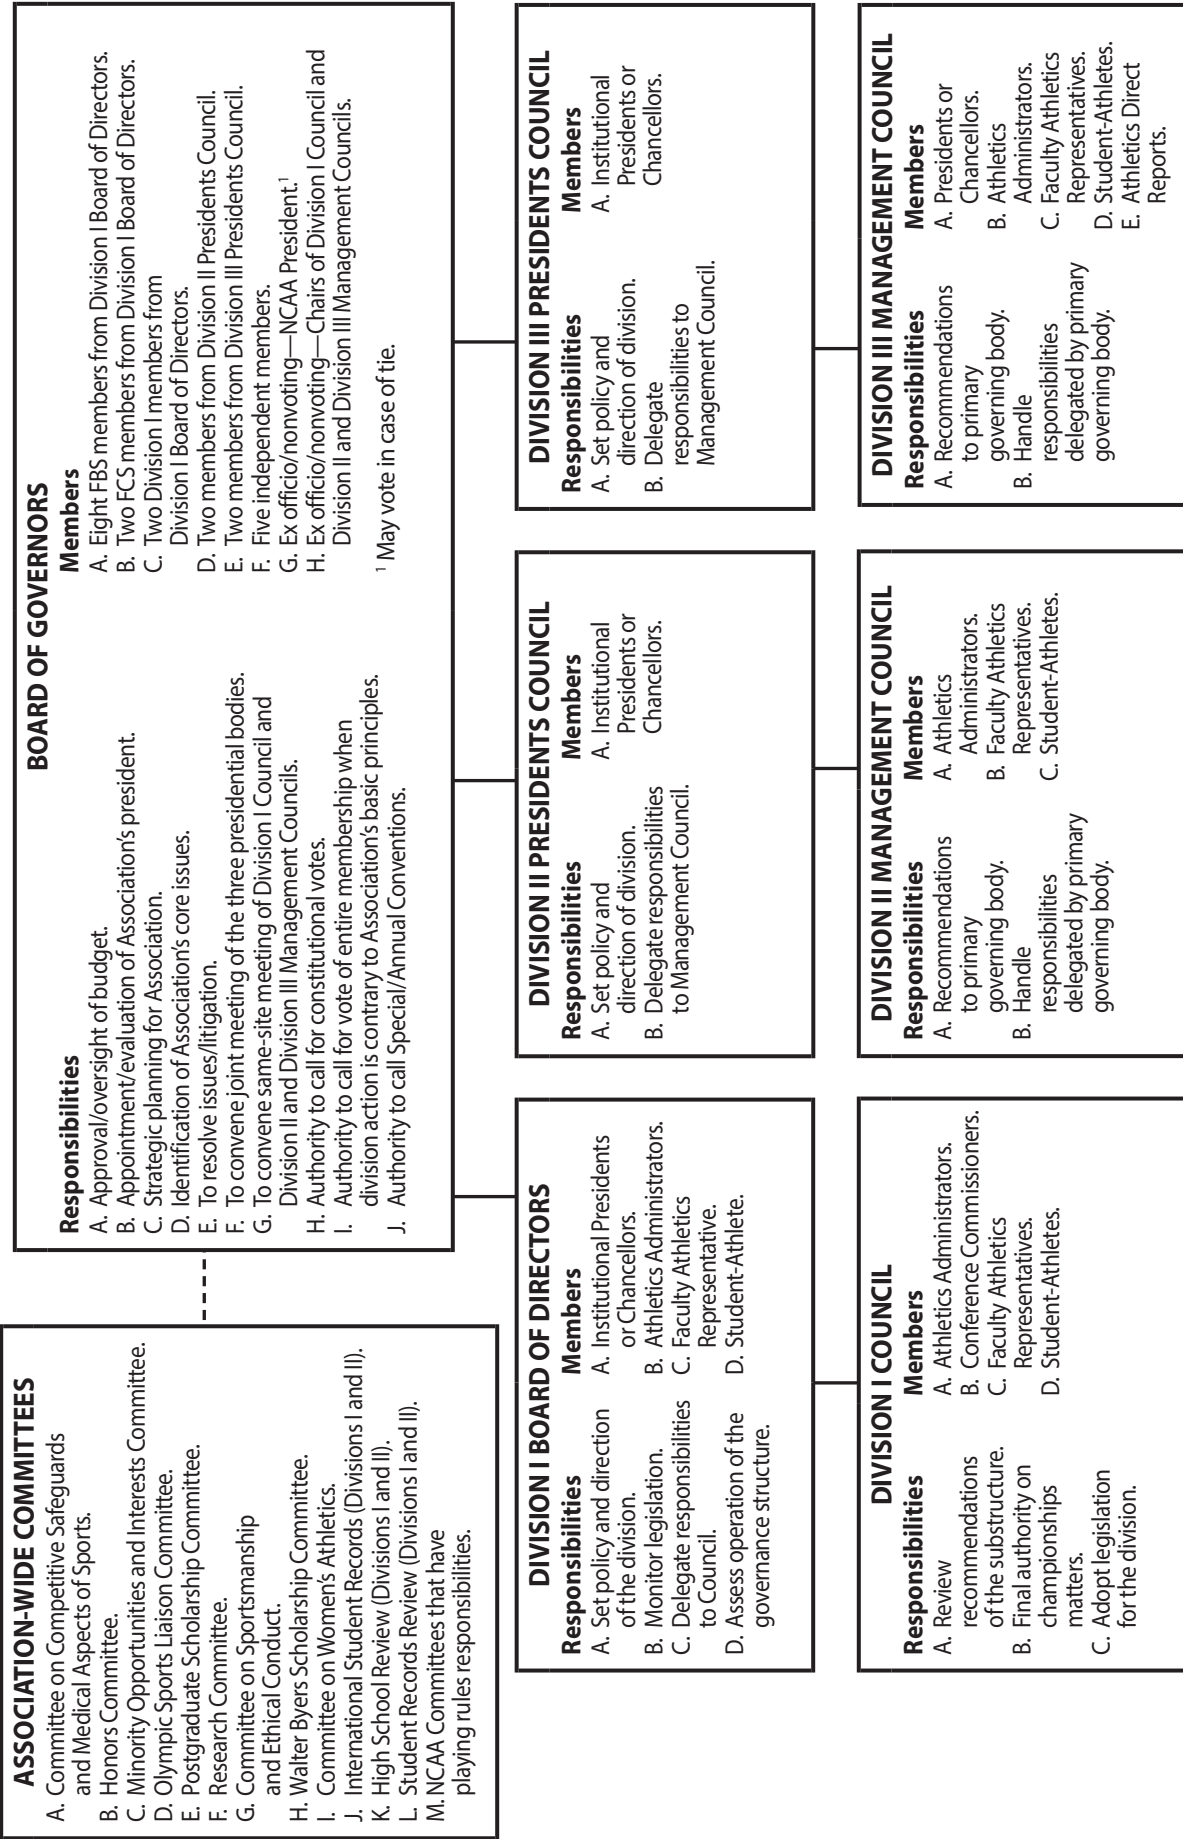 ASSOCIATION-WIDE COMMITTEES
A. Committee on Competitive Safeguards
and Medical Aspects of Sports.
B. Honors Committee.
C. Minority Opportunities and Interests Committee.
D. Olympic Sports Liaison Committee.
E. Postgraduate Scholarship Committee.
F. Research Committee.
G. Committee on Sportsmanship
and Ethical Conduct.
H. Walter Byers Scholarship Committee.
I. Committee on Women's Athletics.
J. International Student Records (Divisions I and II).
K. High School Review (Divisions I and II).
L. Student Records Review (Divisions I and II).
M. NCAA Committees that have
playing rules responsibilities.
BOARD OF GOVERNORS
Responsibilities
A. Approval/oversight of budget.
B. Appointment/evaluation of Association's president.
C. Strategic planning for Association.
D. Identification of Association's core issues.
E. To resolve issues/litigation.
F. To convene joint meeting of the three presidential bodies.
G. To convene same-site meeting of Division I Council and
Division II and Division III Management Councils.
H. Authority to call for constitutional votes.
I. Authority to call for vote of entire membership when
division action is contrary to Association's basic principles.
J. Authority to call Special/Annual Conventions.
Members
A. Eight FBS members from Division I Board of Directors.
B. Two FCS members from Division I Board of Directors.
C. Two Division I members from
Division I Board of Directors.
D. Two members from Division II Presidents Council.
E. Two members from Division III Presidents Council.
F. Five independent members.
G. Ex officio/nonvoting—NCAA President.¹
H. Ex officio/nonvoting—Chairs of Division I Council and
Division II and Division III Management Councils.
¹ May vote in case of tie.
DIVISION I BOARD OF DIRECTORS
Responsibilities
A. Set policy and direction
of the division.
B. Monitor legislation.
C. Delegate responsibilities
to Council.
D. Assess operation of the
governance structure.
Members
A. Institutional Presidents
or Chancellors.
B. Athletics Administrators.
C. Faculty Athletics
Representative.
D. Student-Athlete.
DIVISION II PRESIDENTS COUNCIL
Responsibilities
A. Set policy and
direction of division.
B. Delegate responsibilities
to Management Council.
Members
A. Institutional
Presidents or
Chancellors.
DIVISION III PRESIDENTS COUNCIL
Responsibilities
A. Set policy and
direction of division.
B. Delegate
responsibilities to
Management Council.
Members
A. Institutional
Presidents or
Chancellors.
DIVISION I COUNCIL
Responsibilities
A. Review
recommendations
of the substructure.
B. Final authority on
championships
matters.
C. Adopt legislation
for the division.
Members
A. Athletics Administrators.
B. Conference Commissioners.
C. Faculty Athletics
Representatives.
D. Student-Athletes.
DIVISION II MANAGEMENT COUNCIL
Responsibilities
A. Recommendations
to primary
governing body.
B. Handle
responsibilities
delegated by primary
governing body.
Members
A. Athletics
Administrators.
B. Faculty Athletics
Representatives.
C. Student-Athletes.
DIVISION III MANAGEMENT COUNCIL
Responsibilities
A. Recommendations
to primary
governing body.
B. Handle
responsibilities
delegated by primary
governing body.
Members
A. Presidents or
Chancellors.
B. Athletics
Administrators.
C. Faculty Athletics
Representatives.
D. Student-Athletes.
E. Athletics Direct
Reports.